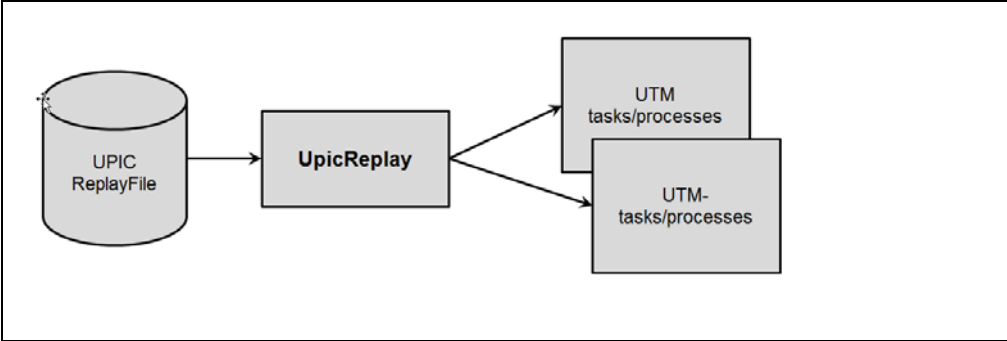 UPIC
ReplayFile
UpicReplay
UTM
tasks/processes
UTM-
tasks/processes